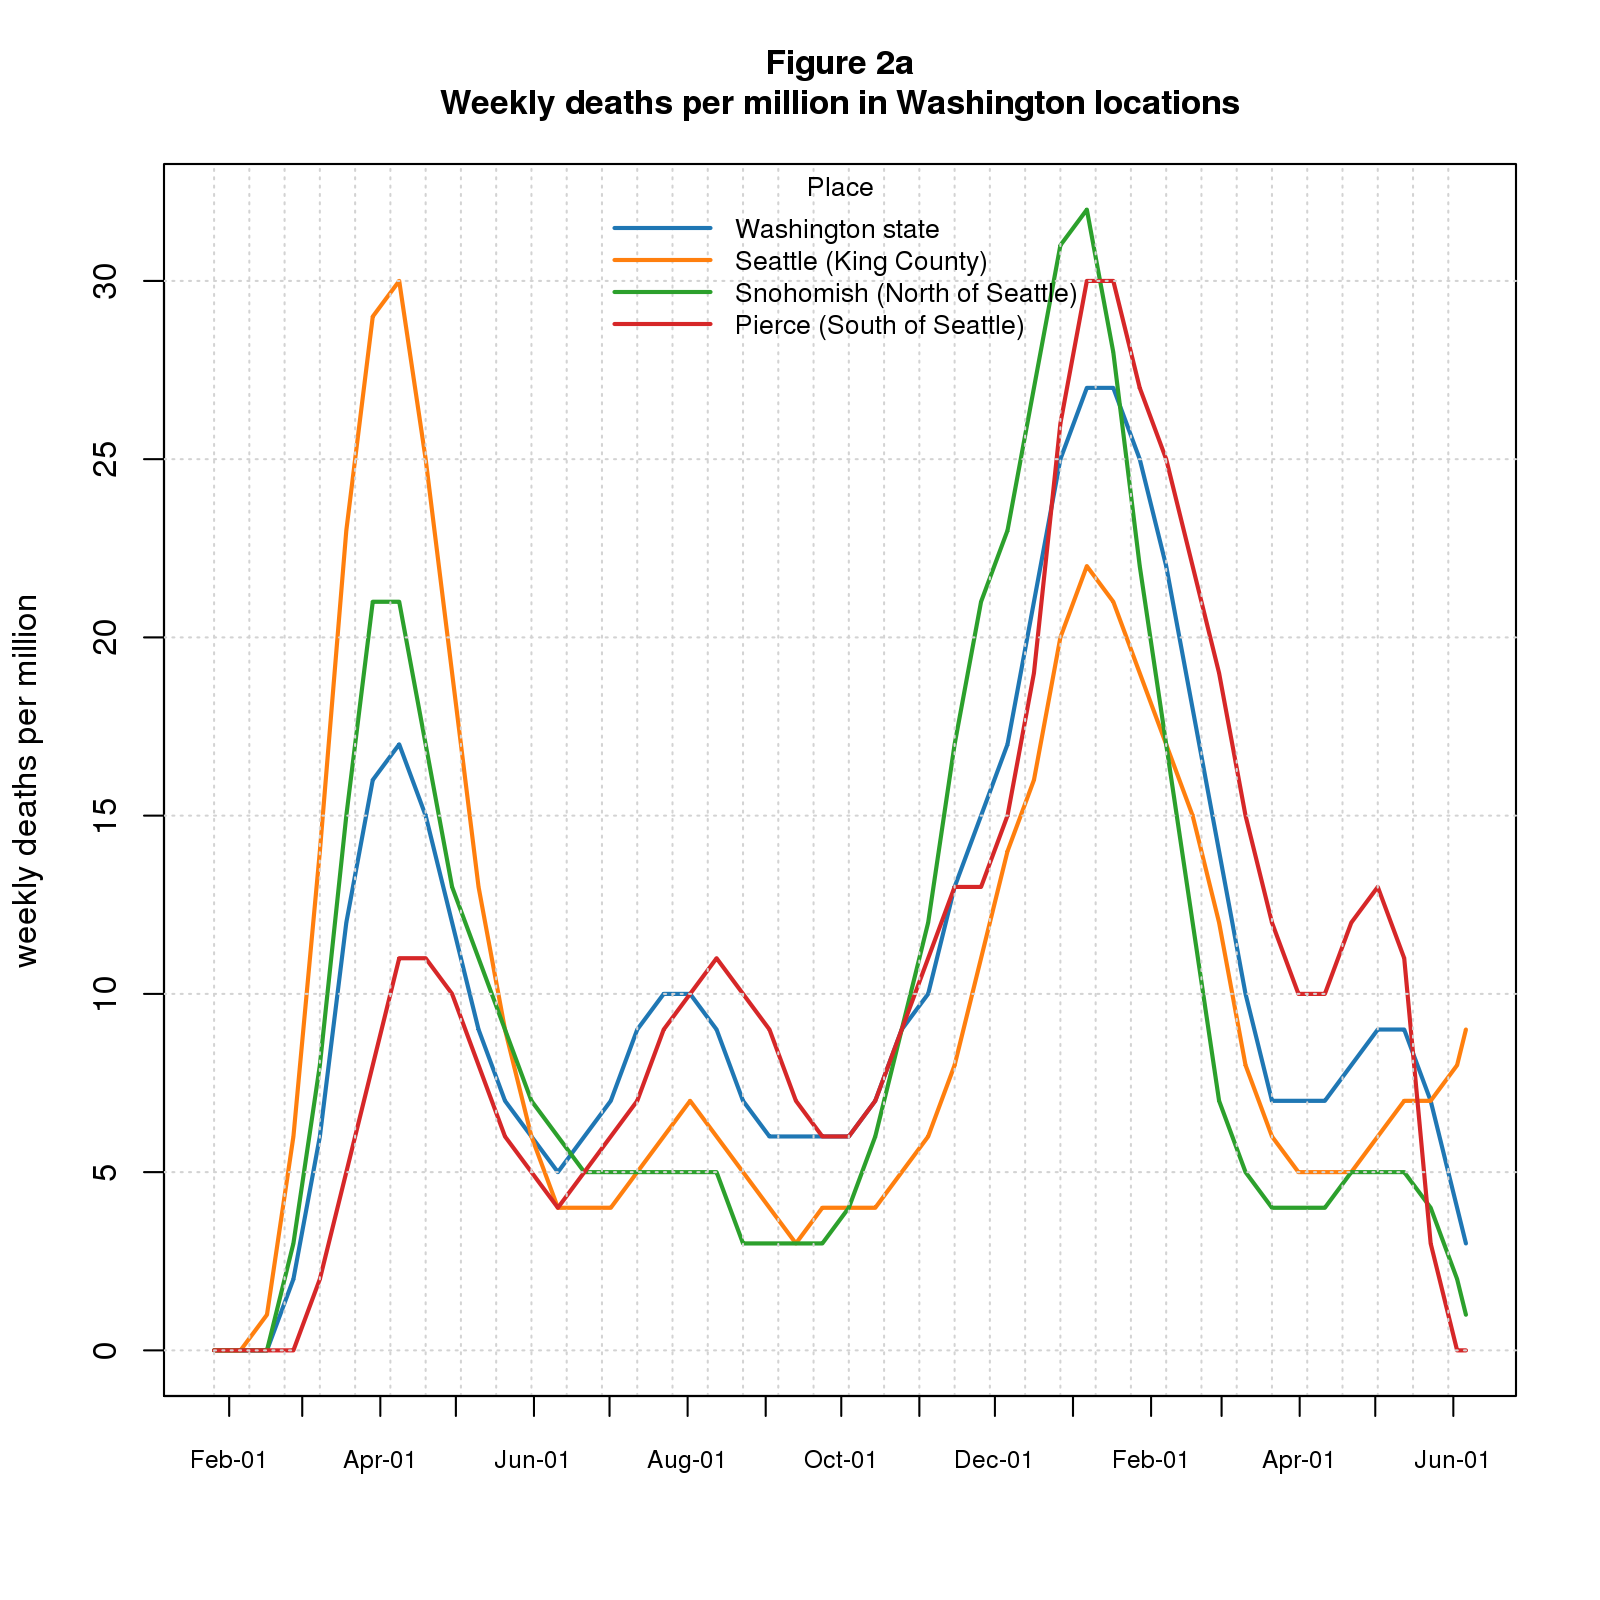 Figure 2a
Weekly deaths per million in Washington locations
Place
Washington state
Seattle (King County)
Snohomish (North of Seattle)
Pierce (South of Seattle)
weekly deaths per million
30
25
20
15
10
5
0
Feb-01 Apr-01 Jun-01 Aug-01 Oct-01 Dec-01 Feb-01 Apr-01 Jun-01